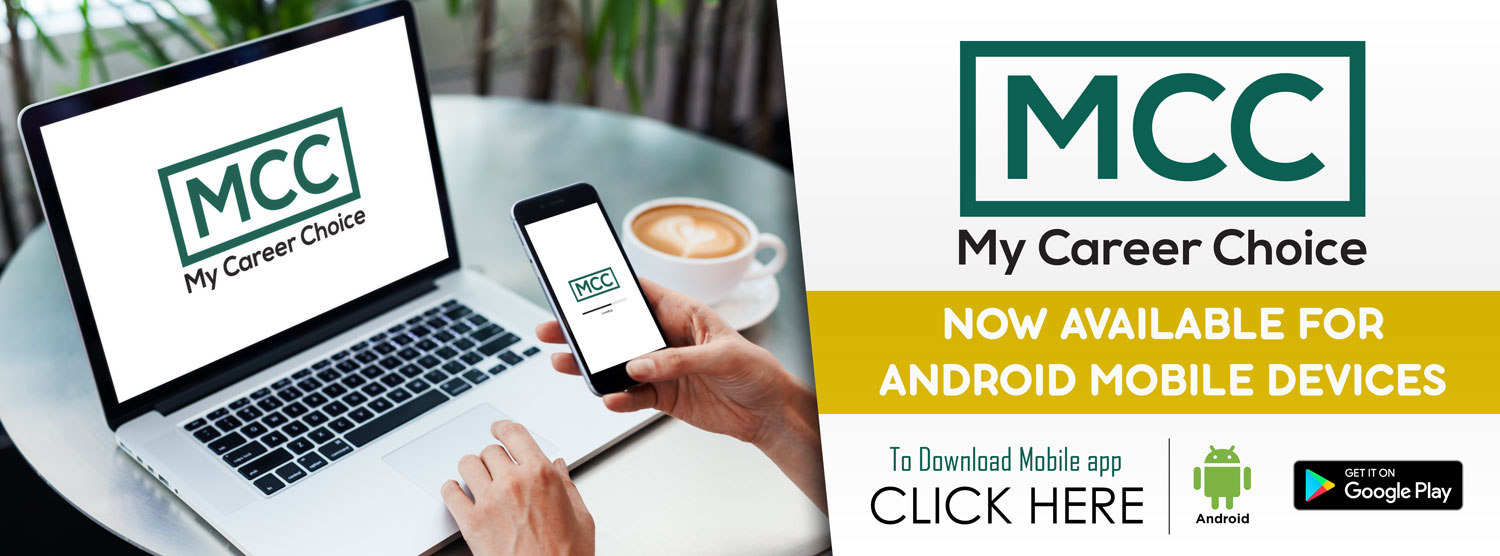 MCC
My Career Choice
MCC
Loading
MCC
My Career Choice
NOW AVAILABLE FOR
ANDROID MOBILE DEVICES
To Download Mobile app
CLICK HERE
Android
GET IT ON
Google Play